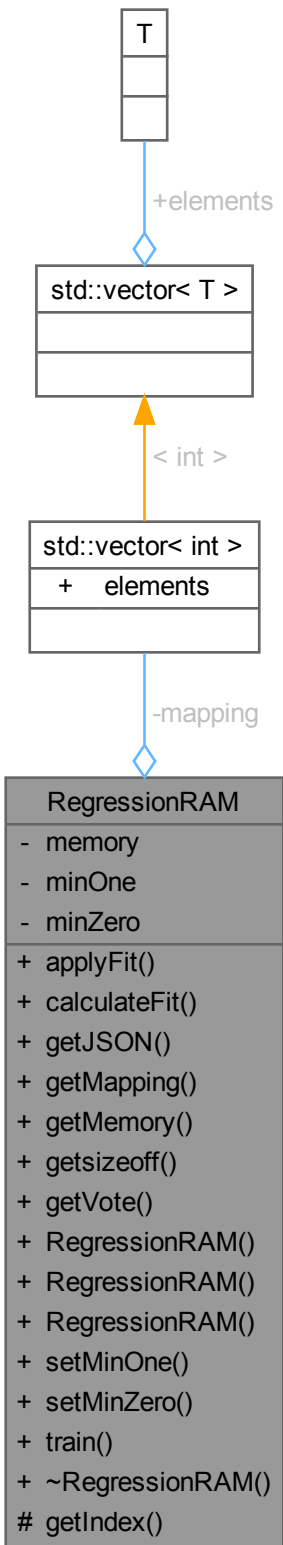 T
+elements
std::vector< T >
< int >
std::vector< int >
+ elements
-mapping
RegressionRAM
- memory
- minOne
- minZero
+ applyFit()
+ calculateFit()
+ getJSON()
+ getMapping()
+ getMemory()
+ getsizeoff()
+ getVote()
+ RegressionRAM()
+ RegressionRAM()
+ RegressionRAM()
+ setMinOne()
+ setMinZero()
+ train()
+ ~RegressionRAM()
# getIndex()